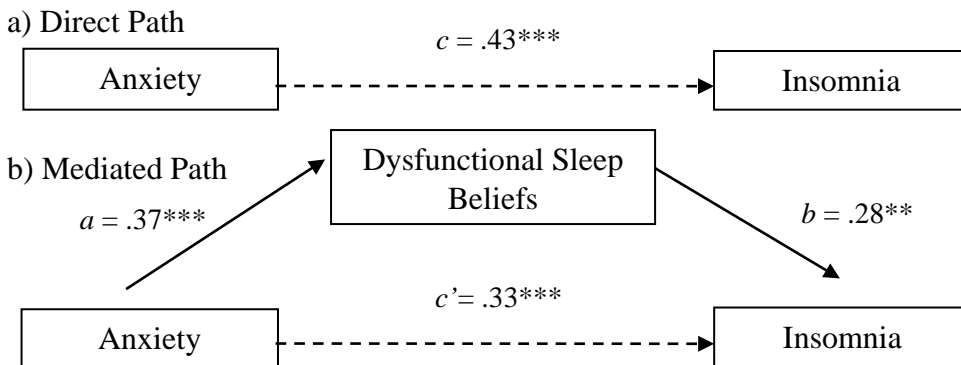 a) Direct Path
c = .43***
Anxiety
Insomnia
b) Mediated Path
Dysfunctional Sleep
Beliefs
a = .37***
b = .28**
c’= .33***
Anxiety
Insomnia